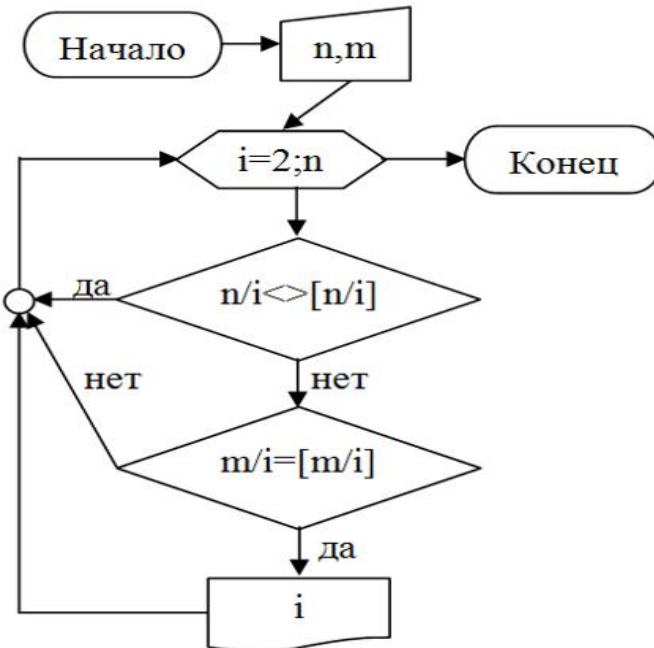 Начало
n,m
i=2;n
Конец
n/i<>[n/i]
да
нет
нет
m/i=[m/i]
да
i